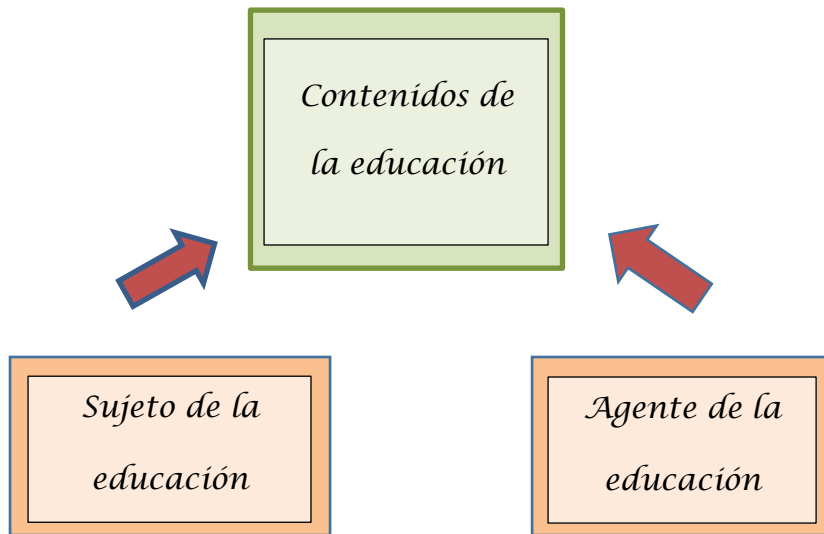 Contenidos de
la educación
Sujeto de la
educación
Agente de la
educación